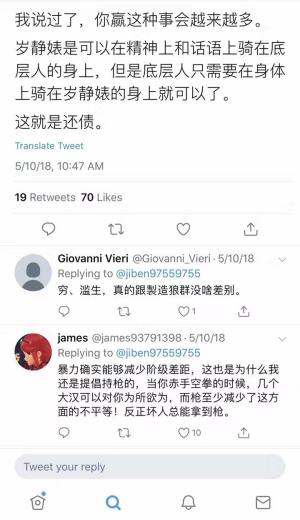 我说过了，你赢这种事会越来越多。
岁静婊是可以在精神上和话语上骑在底
层人的身上，但是底层人只需要在身体
上骑在岁静婊的身上就可以了。
这就是还债。
Translate Tweet
5/10/18, 10:47 AM
19 Retweets 70 Likes
Giovanni Vieri @Giovanni_Vieri · 5/10/18
Replying to @jiben97559755
穷、滥生，真的跟製造狼群没啥差别。
1
james @james93791398 · 5/10/18
Replying to @jiben97559755
暴力确实能够减少阶级差距，这也是为什么我
还是提倡持枪的，当你赤手空拳的时候，几个
大汉可以对你为所欲为，而枪至少减少了这方
面的不平等！反正坏人总能拿到枪。
10
Tweet your reply